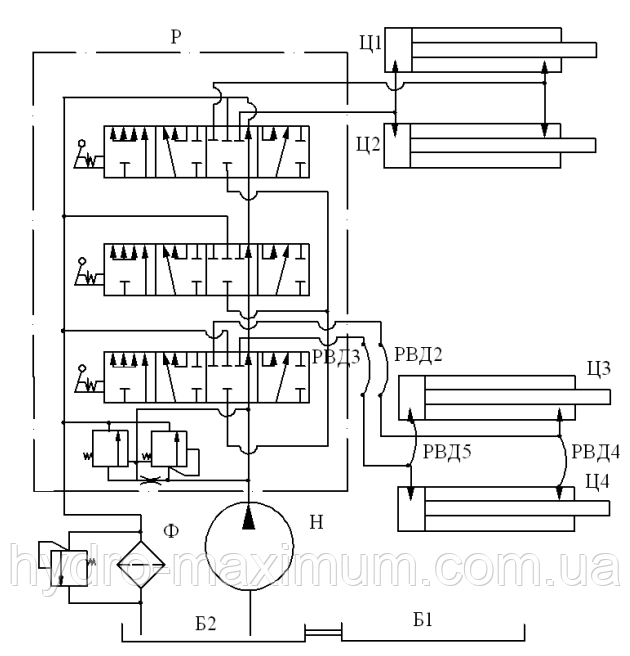 Р
Ц1
Ц2
РВД3
РВД2
Ц3
РВД5
РВД4
Ц4
Ф
Н
hydro-maximum.com.ua
Б2
Б1